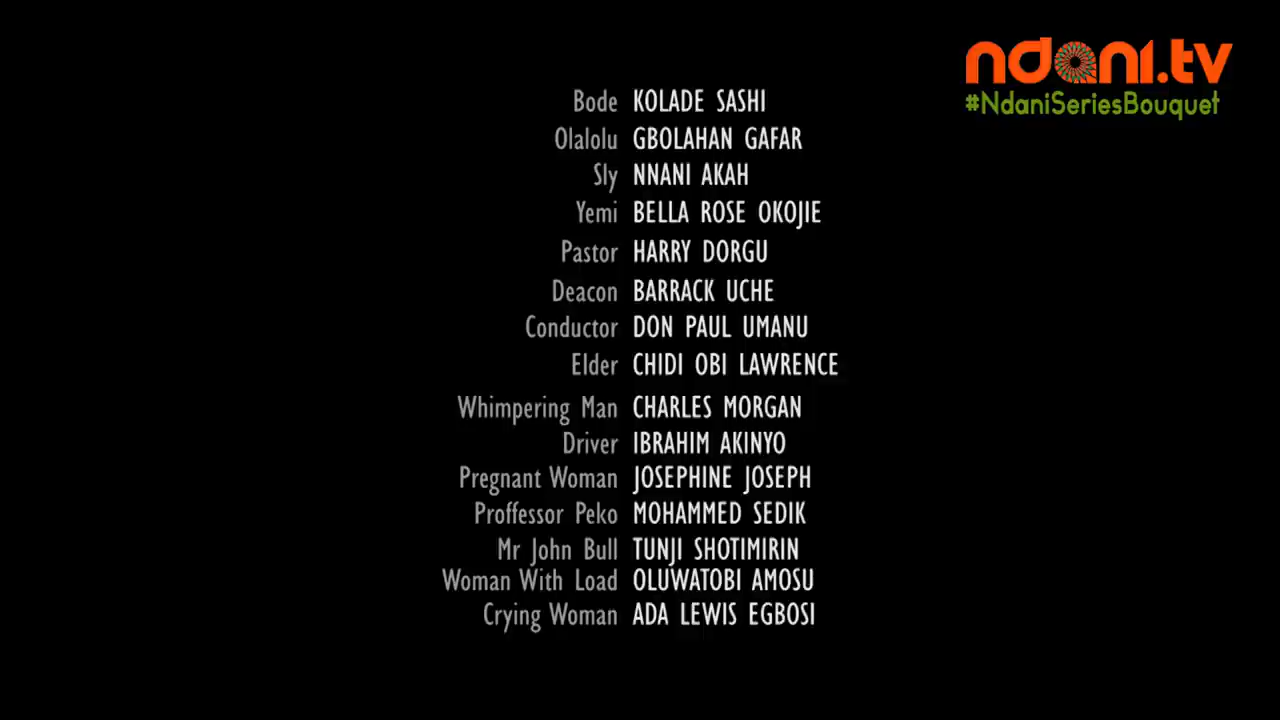 ndani.tv
#NdaniSeriesBouquet
Bode KOLADE SASHI
Olalolu GBOLAHAN GAFAR
Sly NNANI AKAH
Yemi BELLA ROSE OKOJIE
Pastor HARRY DORGU
Deacon BARRACK UCHE
Conductor DON PAUL UMANU
Elder CHIDI OBI LAWRENCE
Whimpering Man CHARLES MORGAN
Driver IBRAHIM AKINYO
Pregnant Woman JOSEPHINE JOSEPH
Proffessor Peko MOHAMMED SEDIK
Mr John Bull TUNJI SHOTIMIRIN
Woman With Load OLUWATOBI AMOSU
Crying Woman ADA LEWIS EGBOSI